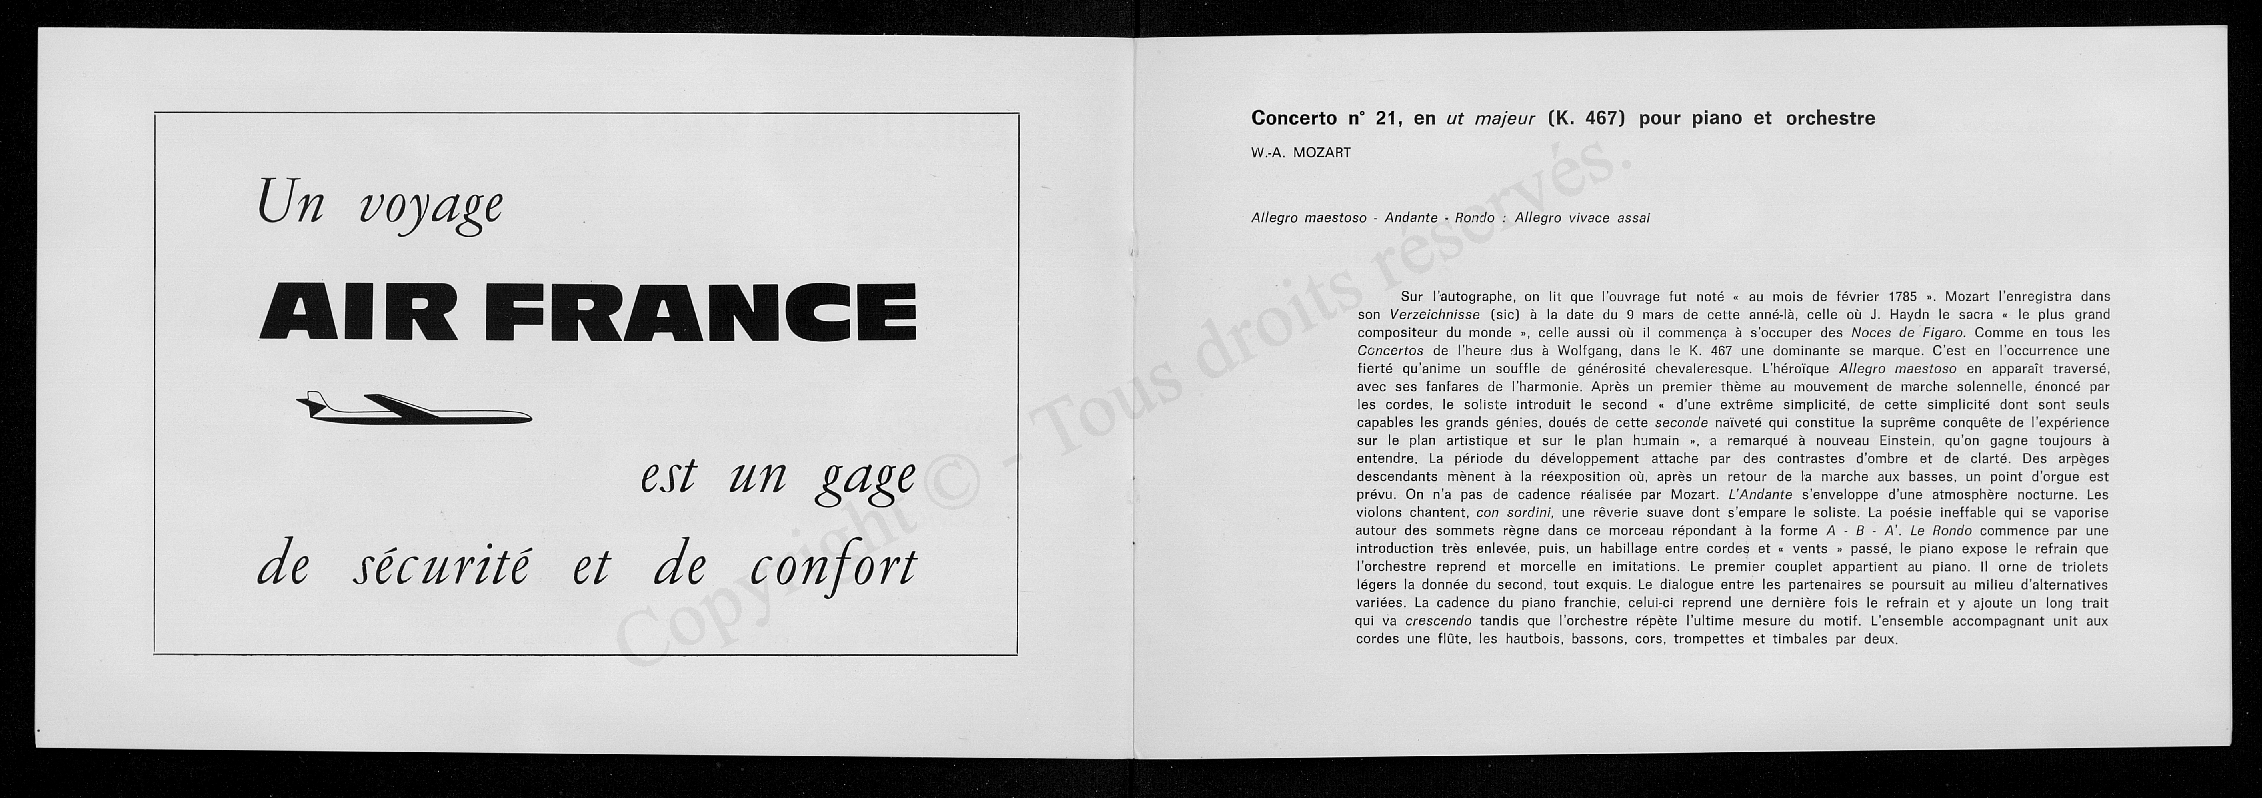 Un voyage
AIR FRANCE
est un gage
de sécurité et de confort
Concerto n° 21, en ut majeur (K. 467) pour piano et orchestre
W.-A. MOZART
Allegro maestoso - Andante - Rondo : Allegro vivace assai
Sur l'autographe, on lit que l'ouvrage fut noté « au mois de février 1785 ». Mozart l'enregistra dans
son Verzeichnisse (sic) à la date du 9 mars de cette anné-là, celle où J. Haydn le sacra « le plus grand
compositeur du monde », celle aussi où il commença à s'occuper des Noces de Figaro. Comme en tous les
Concertos de l'heure dus à Wolfgang, dans le K. 467 une dominante se marque. C'est en l'occurrence une
fierté qu'anime un souffle de générosité chevaleresque. L'héroïque Allegro maestoso en apparaît traversé,
avec ses fanfares de l'harmonie. Après un premier thème au mouvement de marche solennelle, énoncé par
les cordes, le soliste introduit le second « d'une extrême simplicité, de cette simplicité dont sont seuls
capables les grands génies, doués de cette seconde naïveté qui constitue la suprême conquête de l'expérience
sur le plan artistique et sur le plan humain », a remarqué à nouveau Einstein, qu'on gagne toujours à
entendre. La période du développement attache par des contrastes d'ombre et de clarté. Des arpèges
descendants mènent à la réexposition où, après un retour de la marche aux basses, un point d'orgue est
prévu. On n'a pas de cadence réalisée par Mozart. L'Andante s'enveloppe d'une atmosphère nocturne. Les
violons chantent, con sordini, une rêverie suave dont s'empare le soliste. La poésie ineffable qui se vaporise
autour des sommets règne dans ce morceau répondant à la forme A - B - A'. Le Rondo commence par une
introduction très enlevée, puis, un habillage entre cordes et « vents » passé, le piano expose le refrain que
l'orchestre reprend et morcelle en imitations. Le premier couplet appartient au piano. Il orne de triolets
légers la donnée du second, tout exquis. Le dialogue entre les partenaires se poursuit au milieu d'alternatives
variées. La cadence du piano franchie, celui-ci reprend une dernière fois le refrain et y ajoute un long trait
qui va crescendo tandis que l'orchestre répète l'ultime mesure du motif. L'ensemble accompagnant unit aux
cordes une flûte, les hautbois, bassons, cors, trompettes et timbales par deux.
Copyright © - Tous droits réservés.